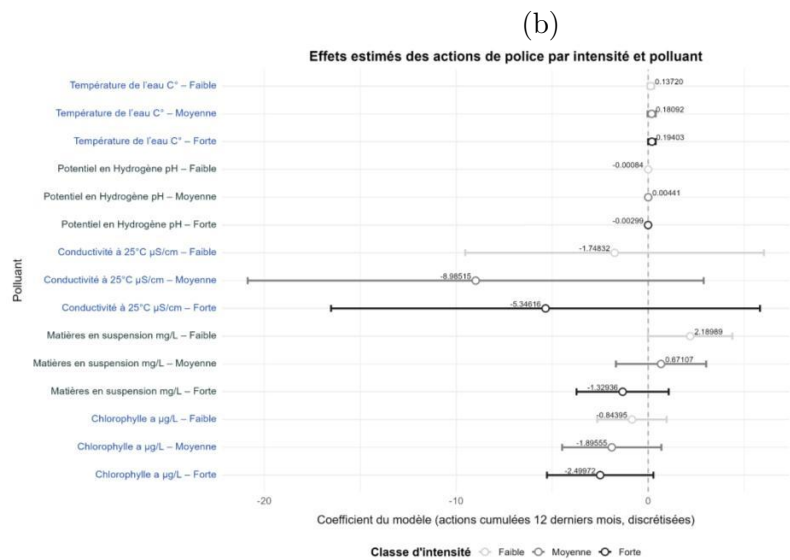 (b)
Effets estimés des actions de police par intensité et polluant
Polluant
Température de l'eau C° – Faible
0.13720
Température de l'eau C° – Moyenne
0.18092
Température de l'eau C° – Forte
0.19403
Potentiel en Hydrogène pH – Faible
-0.00084
Potentiel en Hydrogène pH – Moyenne
0.00441
Potentiel en Hydrogène pH – Forte
-0.00299
Conductivité à 25°C µS/cm – Faible
-1.74832
Conductivité à 25°C µS/cm – Moyenne
-8.98515
Conductivité à 25°C µS/cm – Forte
-5.34616
Matières en suspension mg/L – Faible
2.18989
Matières en suspension mg/L – Moyenne
0.67107
Matières en suspension mg/L – Forte
-1.32936
Chlorophylle a µg/L – Faible
-0.84395
Chlorophylle a µg/L – Moyenne
-1.89555
Chlorophylle a µg/L – Forte
-2.49972
-20 -10 0
Coefficient du modèle (actions cumulées 12 derniers mois, discrétisées)
Classe d'intensité Faible Moyenne Forte